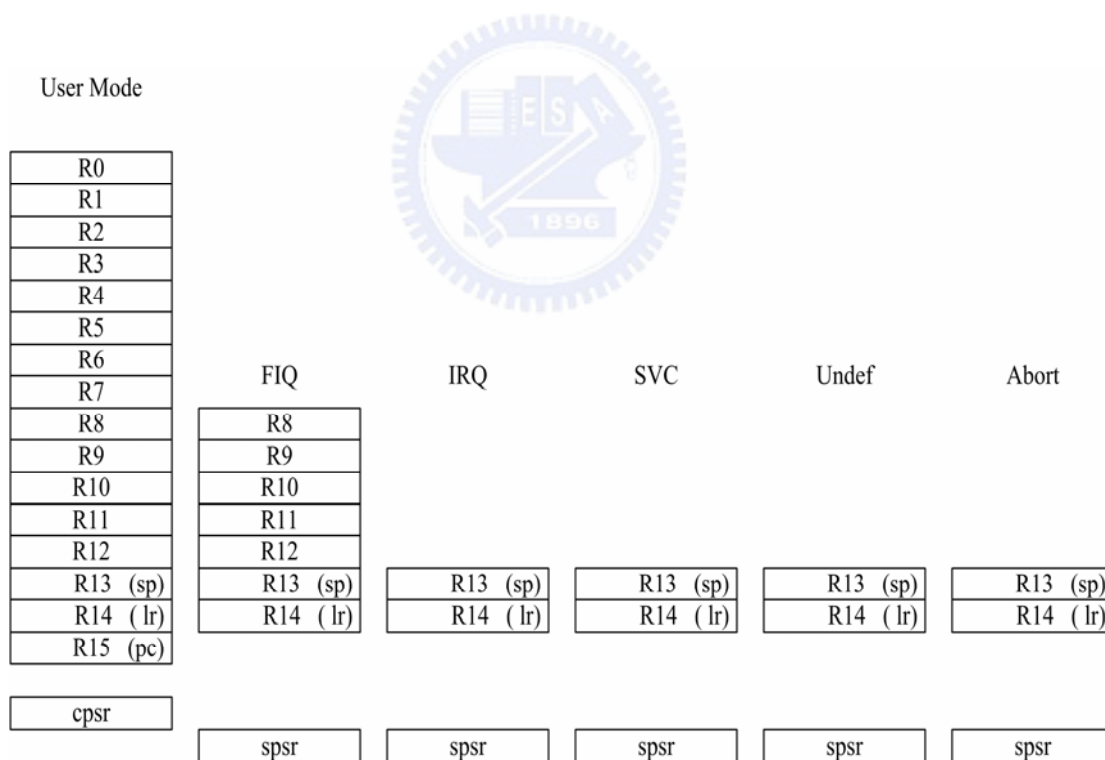 User Mode
R0
R1
R2
R3
R4
R5
R6
R7
R8
R9
R10
R11
R12
R13 (sp)
R14 ( lr)
R15 (pc)
cpsr
FIQ
R8
R9
R10
R11
R12
R13 (sp)
R14 ( lr)
spsr
IRQ
R13 (sp)
R14 ( lr)
spsr
SVC
R13 (sp)
R14 ( lr)
spsr
Undef
R13 (sp)
R14 ( lr)
spsr
Abort
R13 (sp)
R14 ( lr)
spsr
E S A
1896